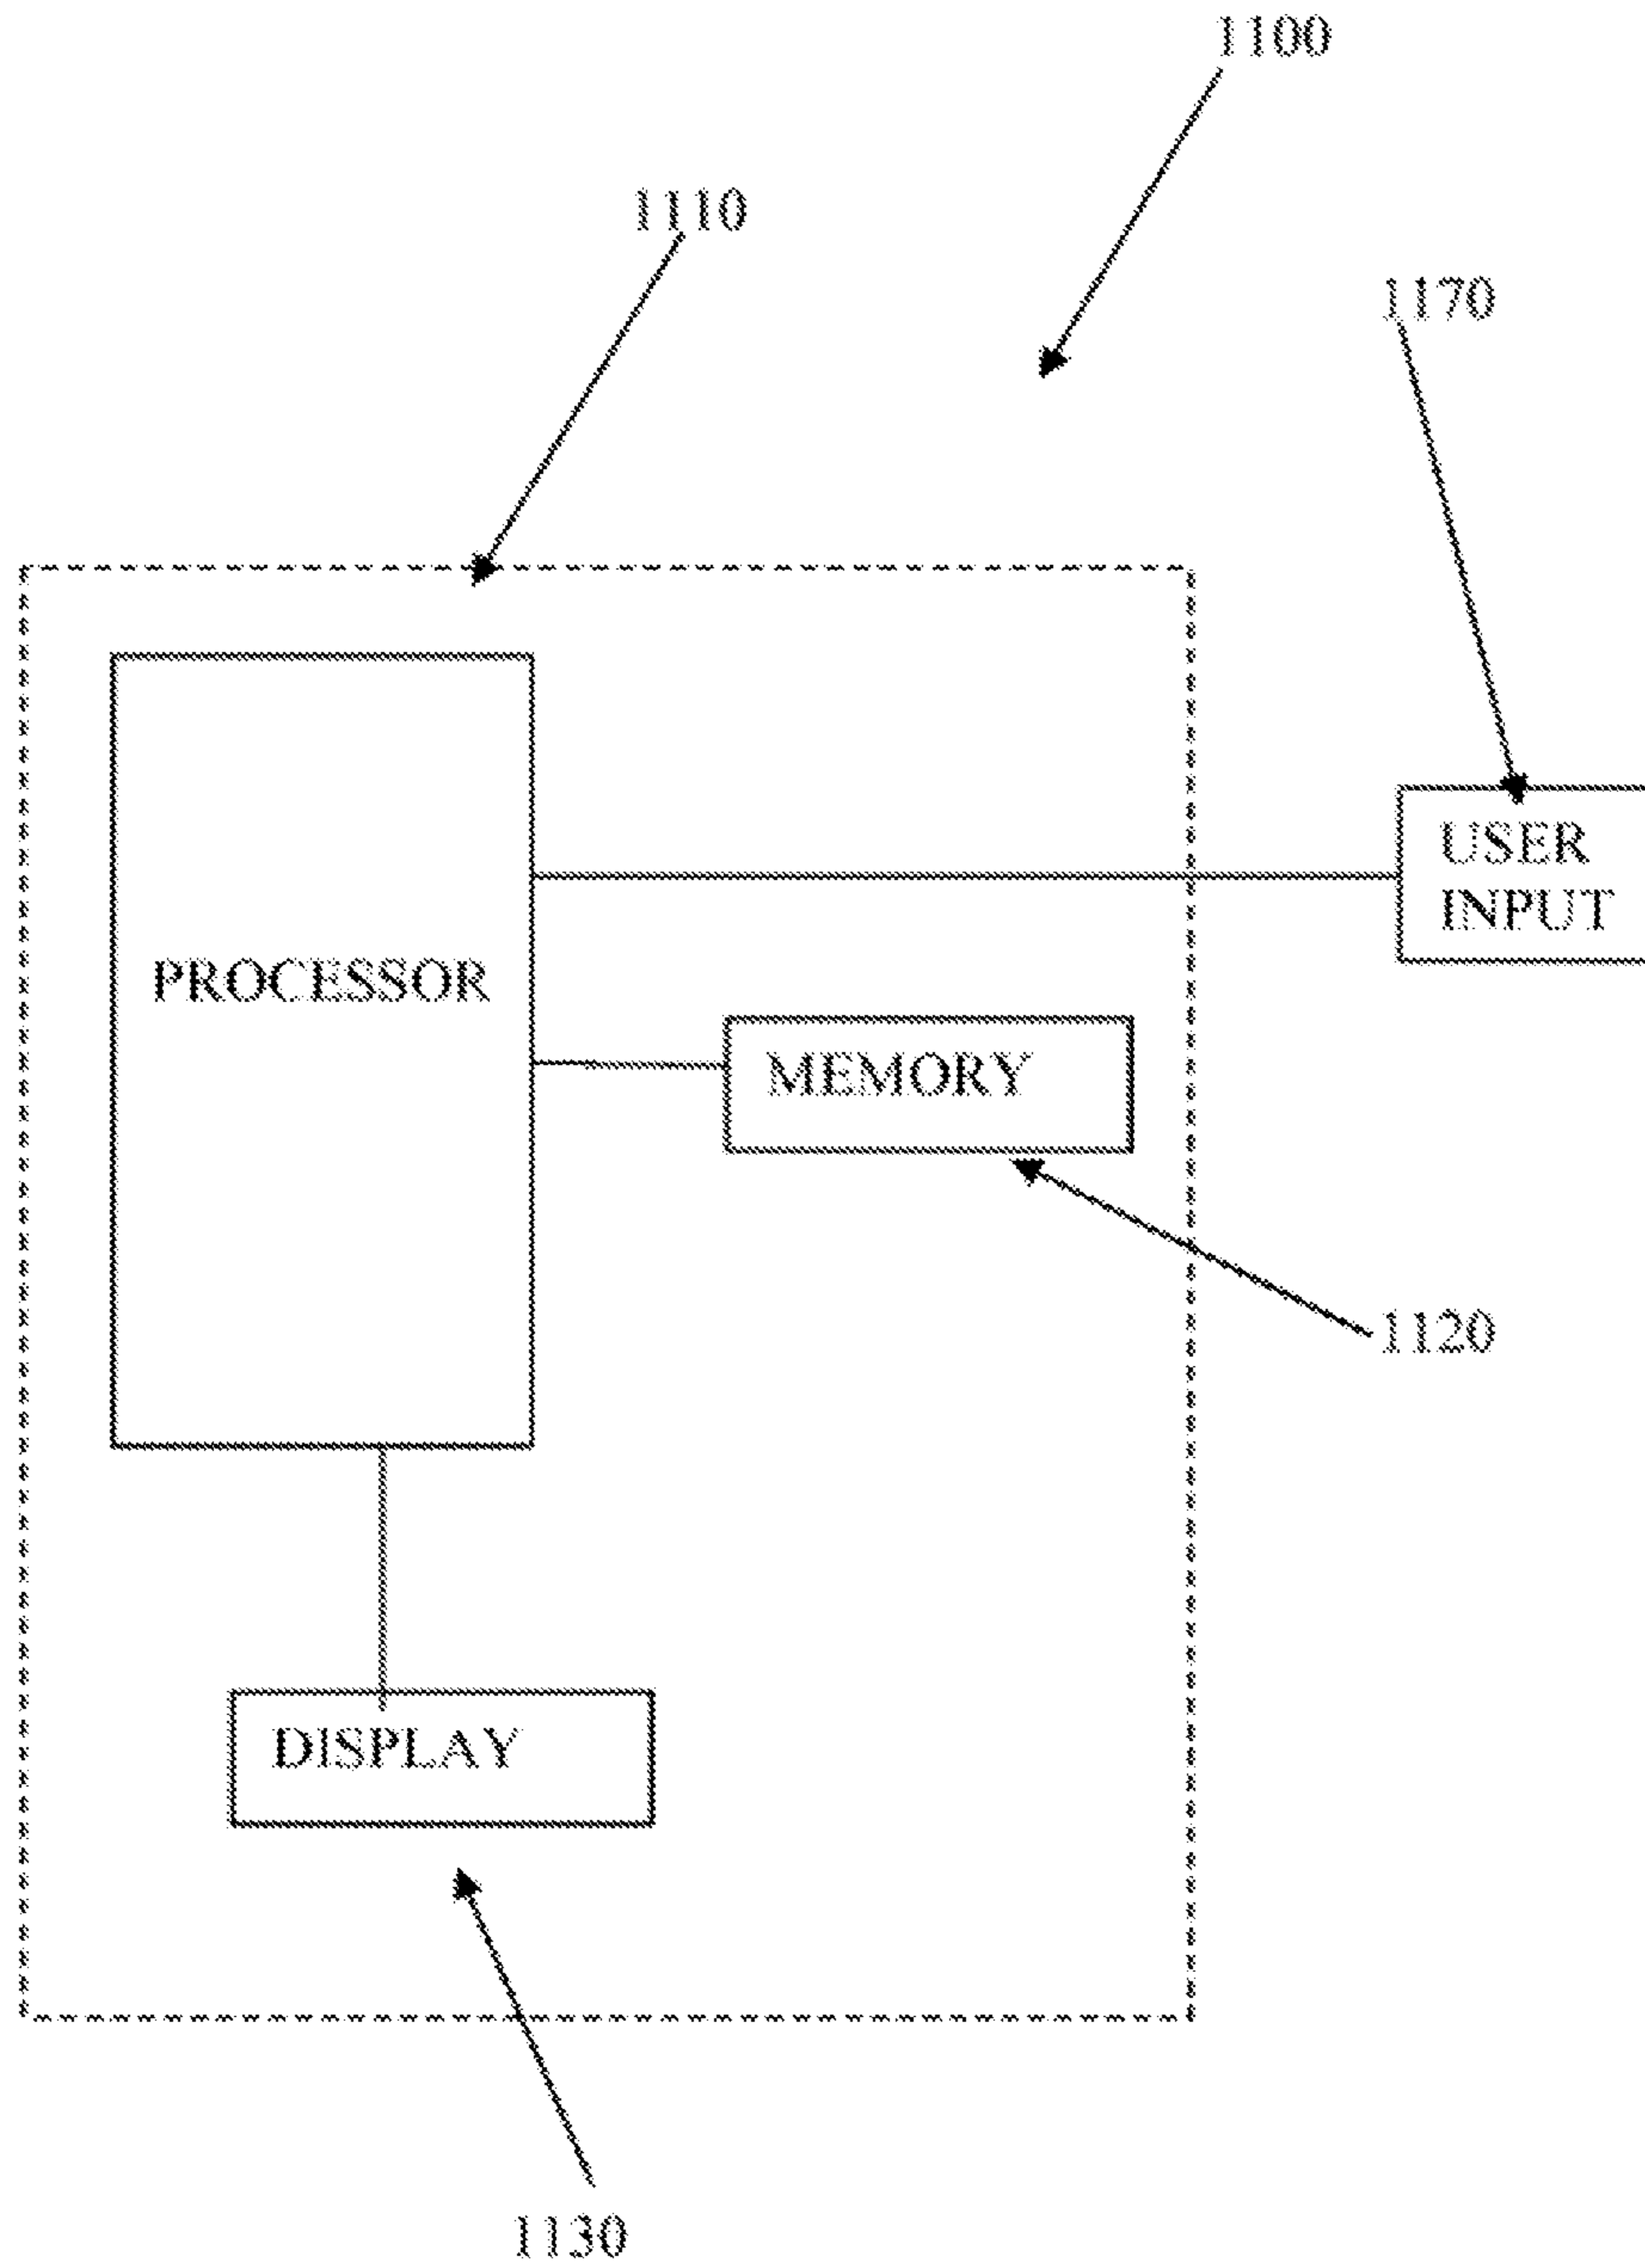 1100
1110
1170
USER
INPUT
PROCESSOR
MEMORY
1120
DISPLAY
1130